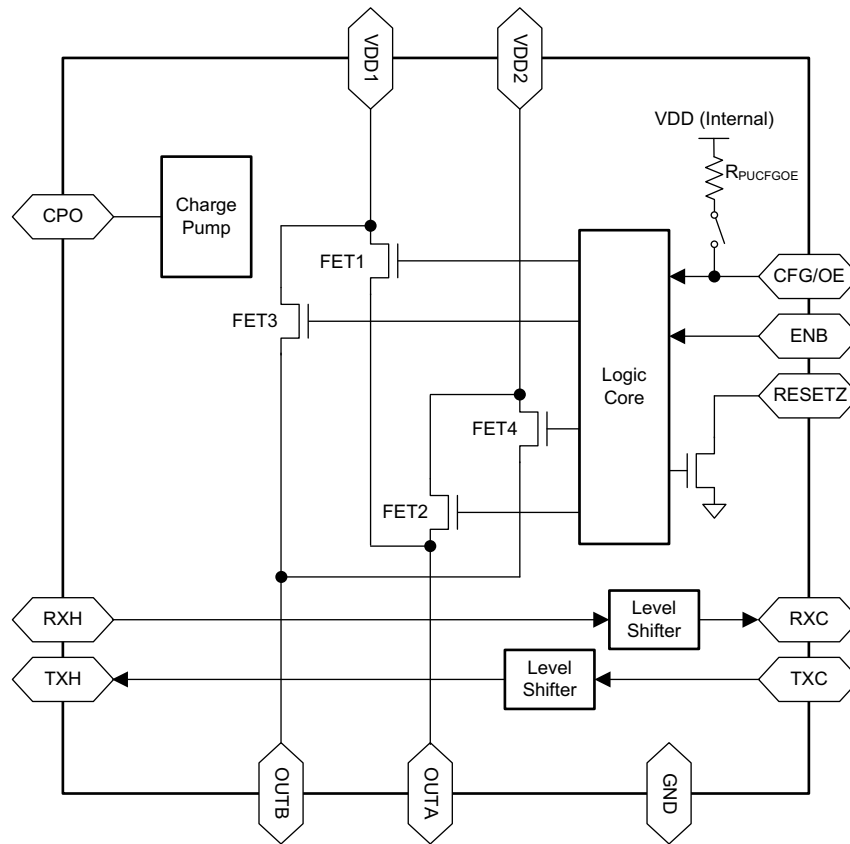 VDD1
VDD2
VDD (Internal)
RPUCFGOE
CPO
Charge
Pump
FET1
CFG/OE
FET3
ENB
Logic
Core
RESETZ
FET4
FET2
RXH
Level
Shifter
RXC
TXH
Level
Shifter
TXC
OUTB
OUTA
GND